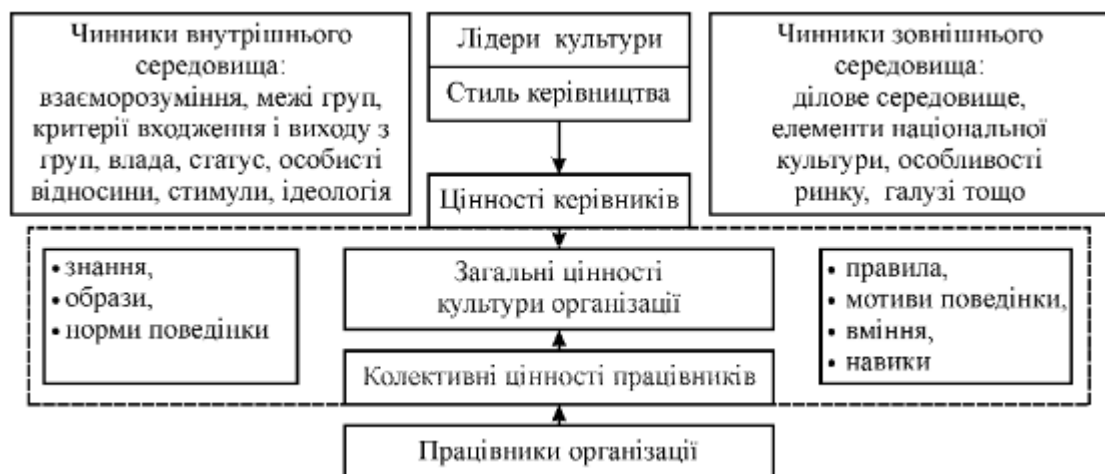 Чинники внутрішнього
середовища:
взаєморозуміння, межі груп,
критерії входження і виходу з
груп, влада, статус, особисті
відносини, стимули, ідеологія
Лідери культури
Стиль керівництва
Чинники зовнішнього
середовища:
ділове середовище,
елементи національної
культури, особливості
ринку, галузі тощо
Цінності керівників
• знання,
• образи,
• норми поведінки
Загальні цінності
культури організації
• правила,
• мотиви поведінки,
• вміння,
• навики
Колективні цінності працівників
Працівники організації